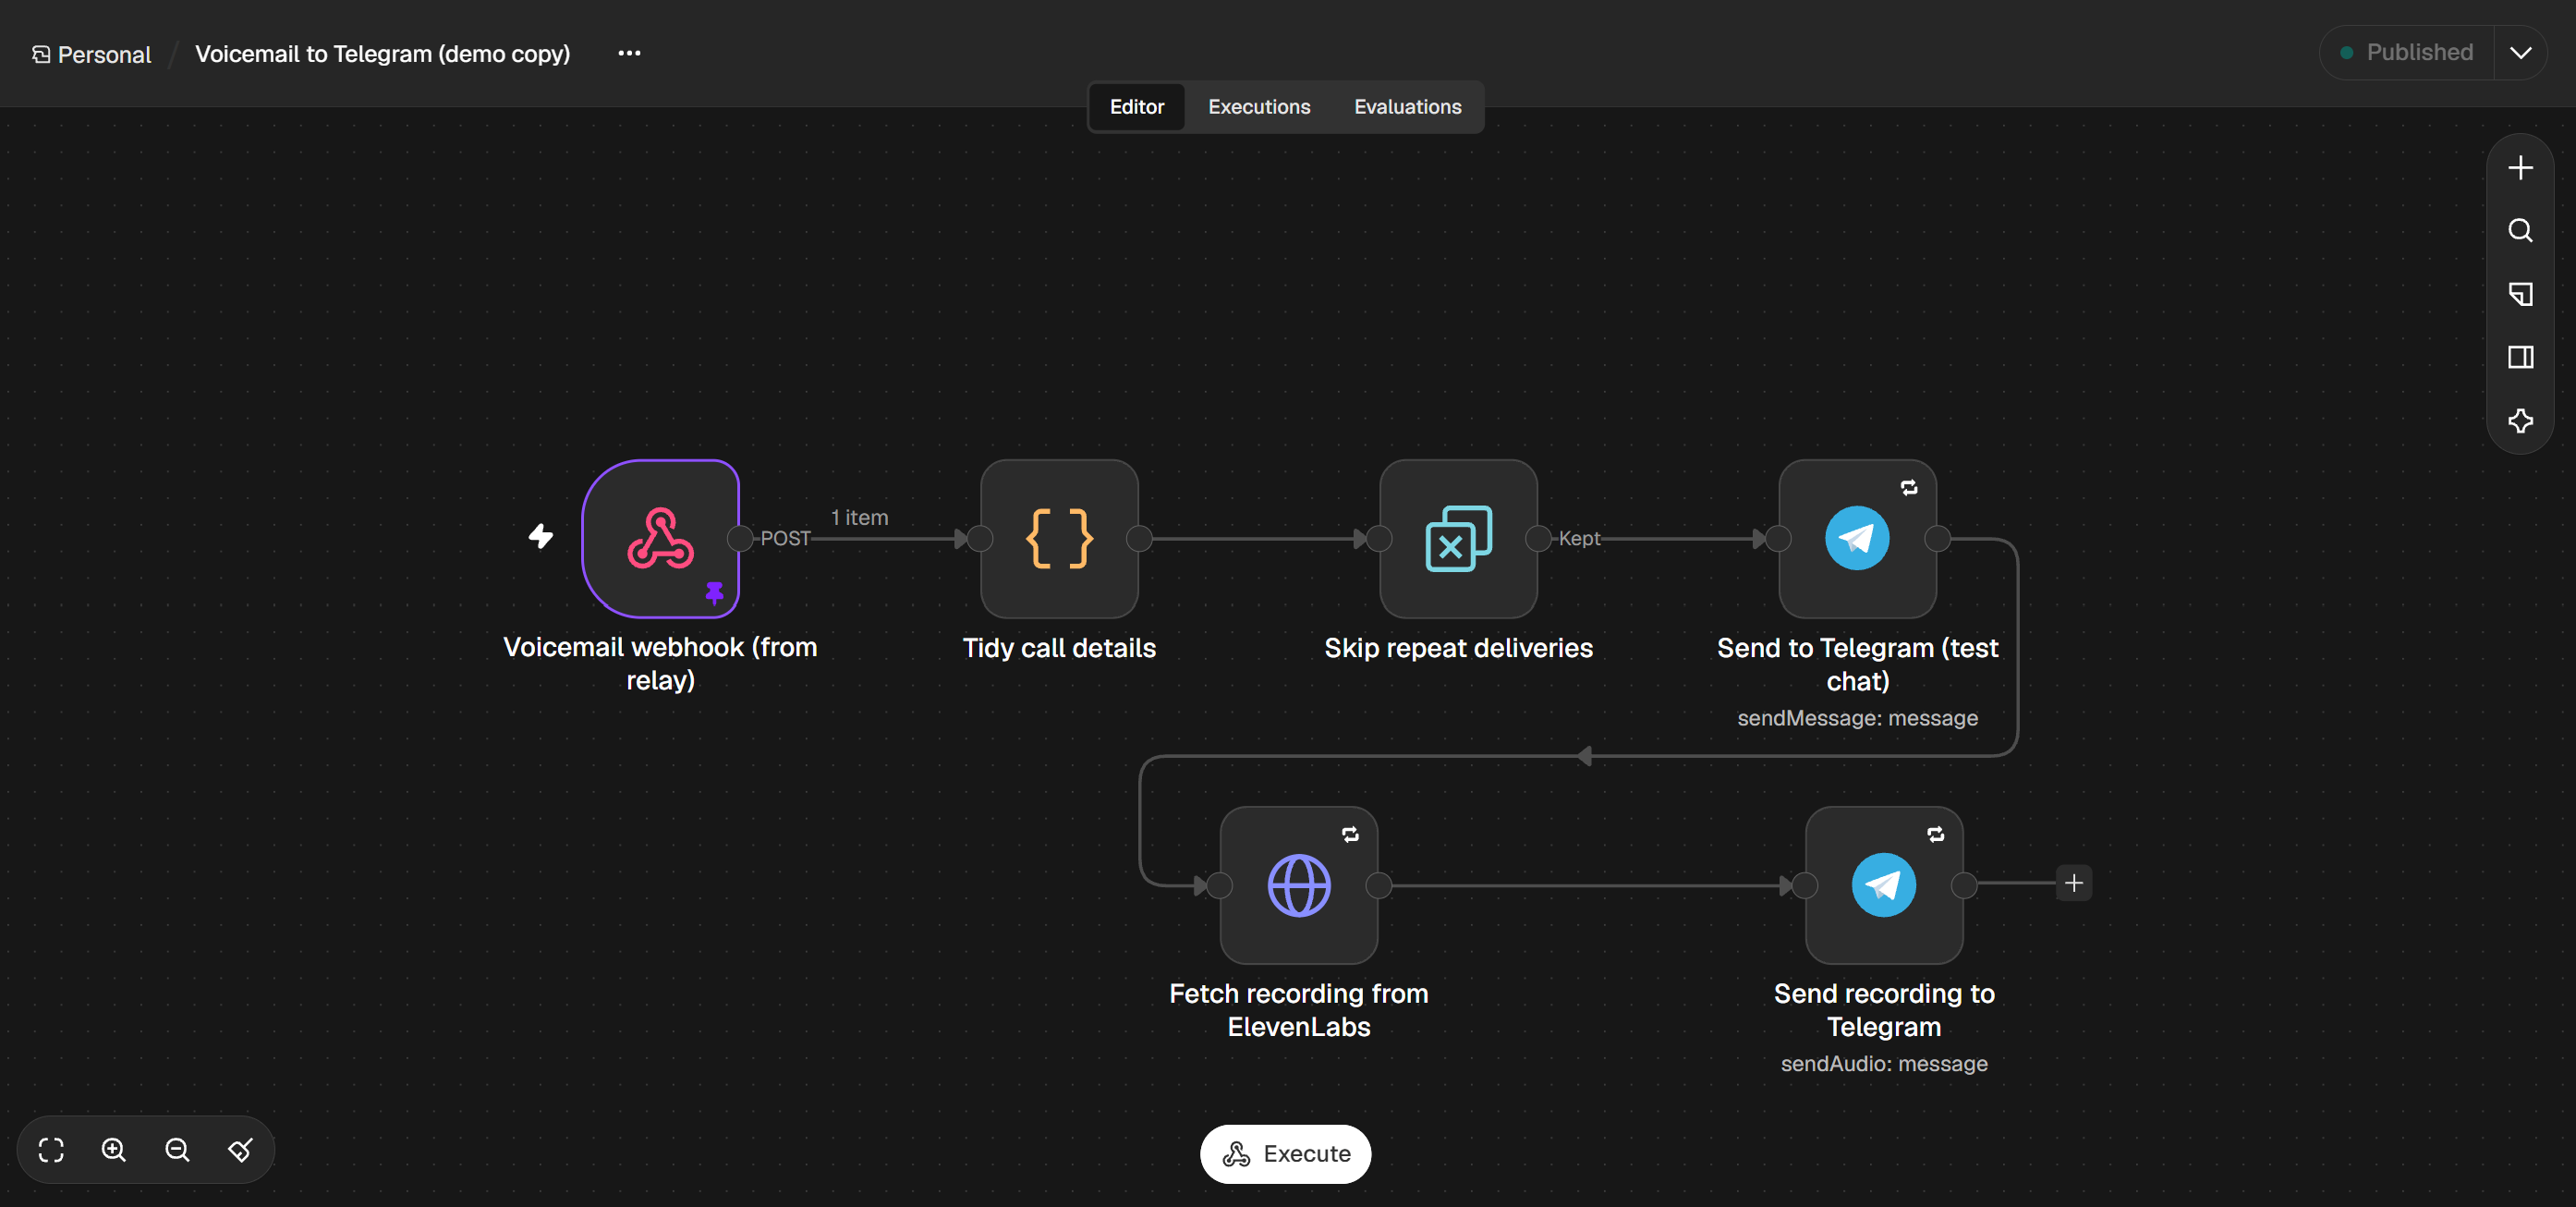 Personal / Voicemail to Telegram (demo copy) ...
Published
Editor Executions Evaluations
1 item
POST
Kept
Voicemail webhook (from
relay)
Tidy call details
Skip repeat deliveries
Send to Telegram (test
chat)
sendMessage: message
Fetch recording from
ElevenLabs
Send recording to
Telegram
sendAudio: message
Execute